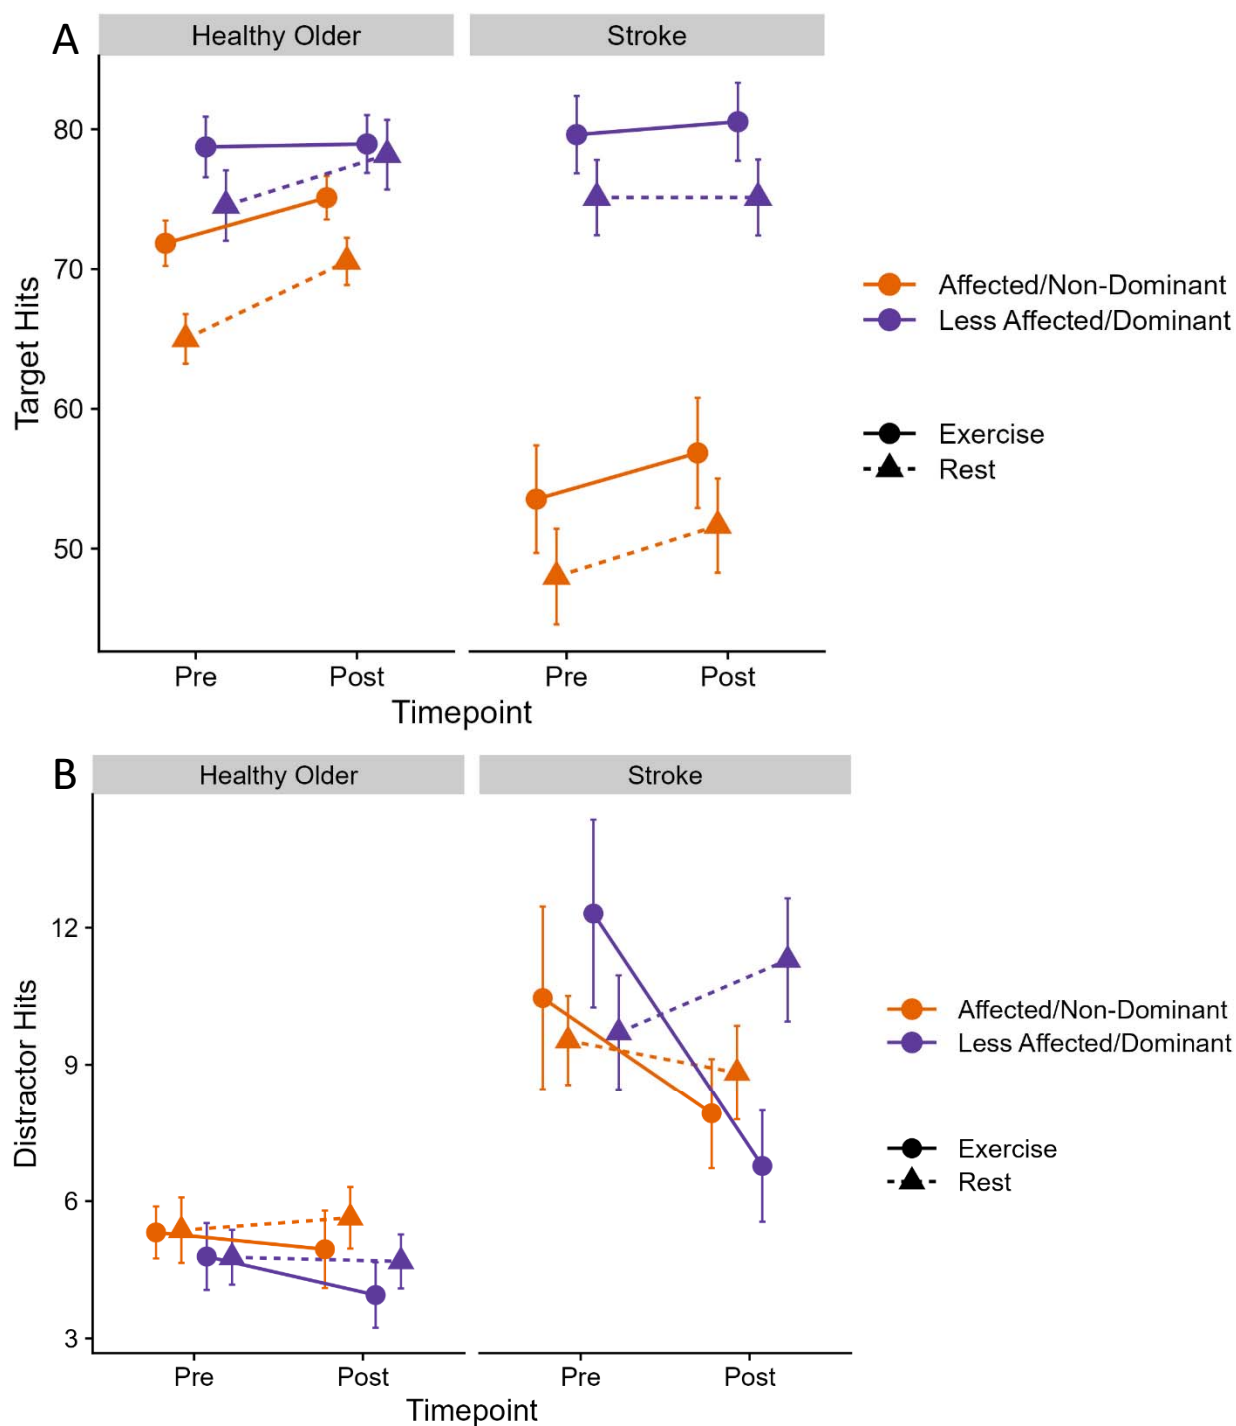 A
Healthy Older
Stroke
80
70
60
50
Target Hits
Pre
Post
Pre
Post
Timepoint
Affected/Non-Dominant
Less Affected/Dominant
Exercise
Rest
B
Healthy Older
Stroke
12
9
6
3
Distractor Hits
Pre
Post
Pre
Post
Timepoint
Affected/Non-Dominant
Less Affected/Dominant
Exercise
Rest